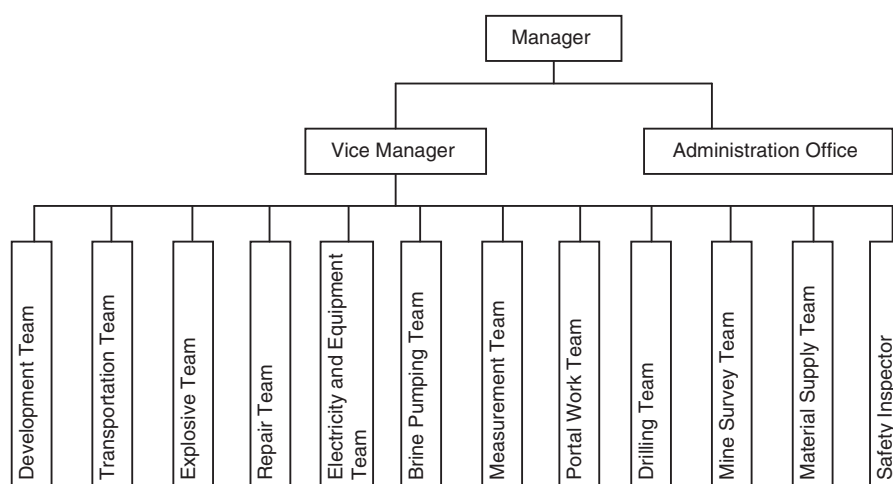 Manager
Vice Manager
Administration Office
Development Team
Transportation Team
Explosive Team
Repair Team
Electricity and Equipment
Team
Brine Pumping Team
Measurement Team
Portal Work Team
Drilling Team
Mine Survey Team
Material Supply Team
Safety Inspector